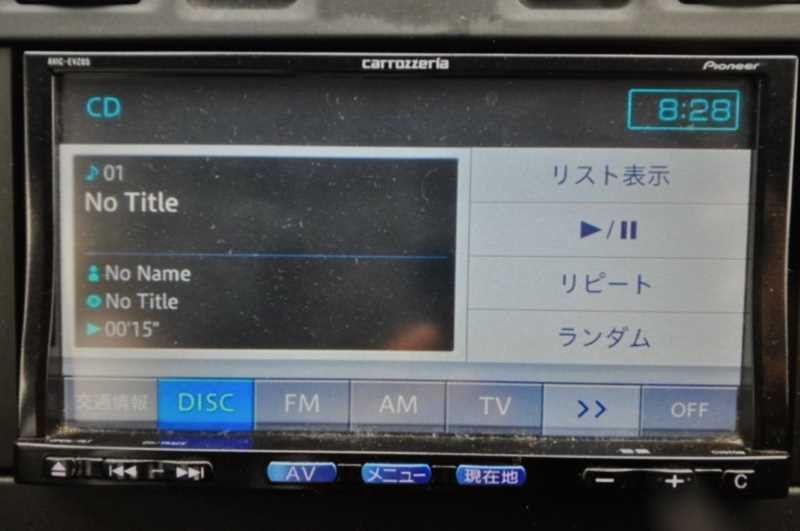 carrozzeria
Pioneer
CD
8:28
01
No Title
No Name
No Title
00'15"
リスト表示
▶/II
リピート
ランダム
交通情報 DISC FM AM TV >> OFF
AV メニュー 現在地 − + C